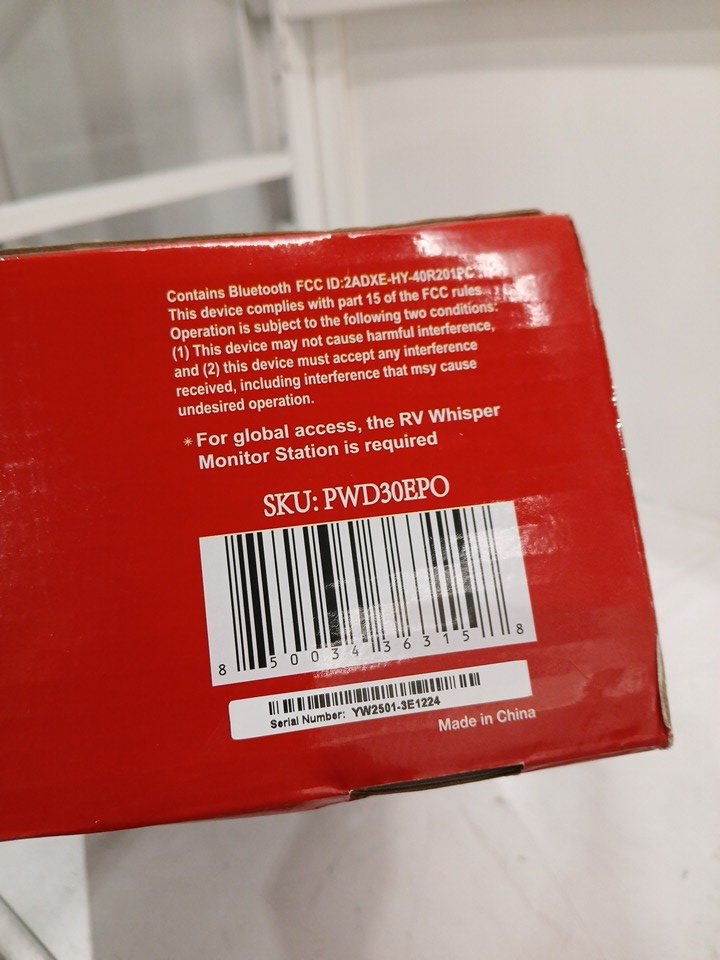 Contains Bluetooth FCC ID:2ADXE-HY-40R201PC
This device complies with part 15 of the FCC rules.
Operation is subject to the following two conditions:
(1) This device may not cause harmful interference,
and (2) this device must accept any interference
received, including interference that msy cause
undesired operation.
*For global access, the RV Whisper
Monitor Station is required
SKU: PWD30EPO
8 50034 36315 8
Serial Number: YW2501-3E1224
Made in China